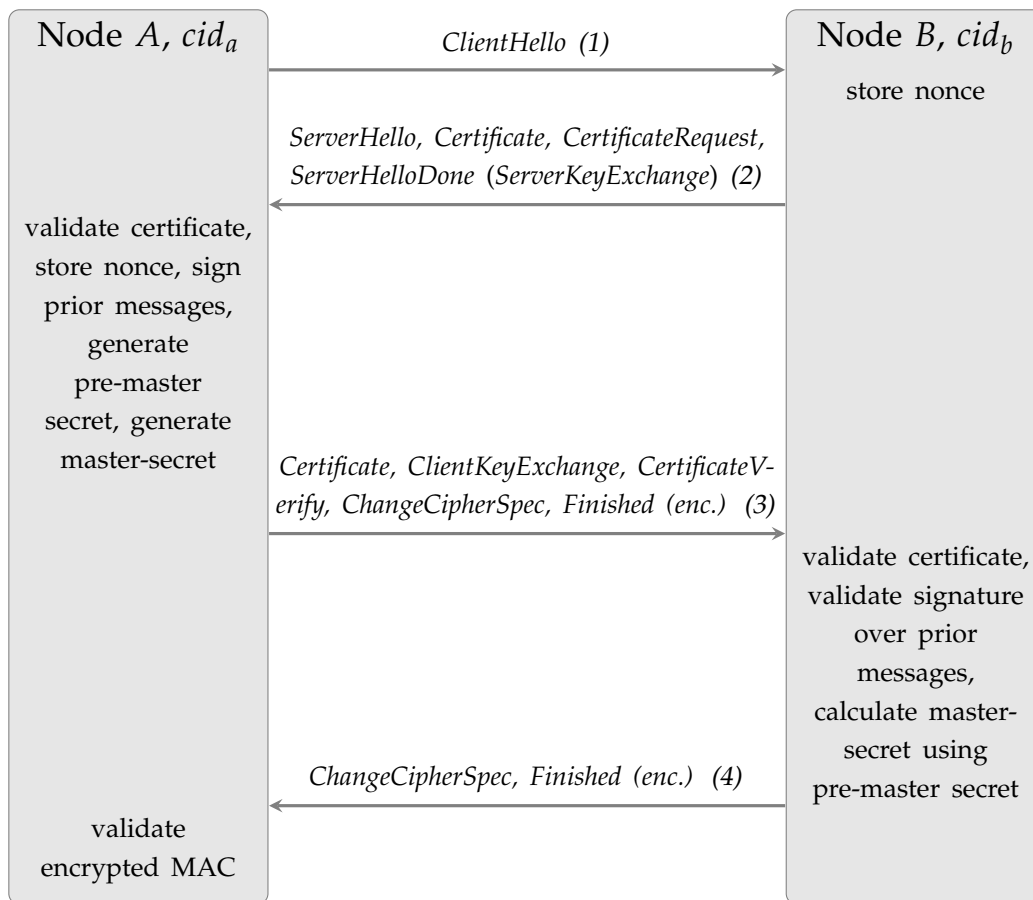 Node A, cid_a
Node B, cid_b
ClientHello (1)
store nonce
ServerHello, Certificate, CertificateRequest,
ServerHelloDone (ServerKeyExchange) (2)
validate certificate,
store nonce, sign
prior messages,
generate
pre-master
secret, generate
master-secret
Certificate, ClientKeyExchange, CertificateV-
erify, ChangeCipherSpec, Finished (enc.) (3)
validate certificate,
validate signature
over prior
messages,
calculate master-
secret using
pre-master secret
ChangeCipherSpec, Finished (enc.) (4)
validate
encrypted MAC